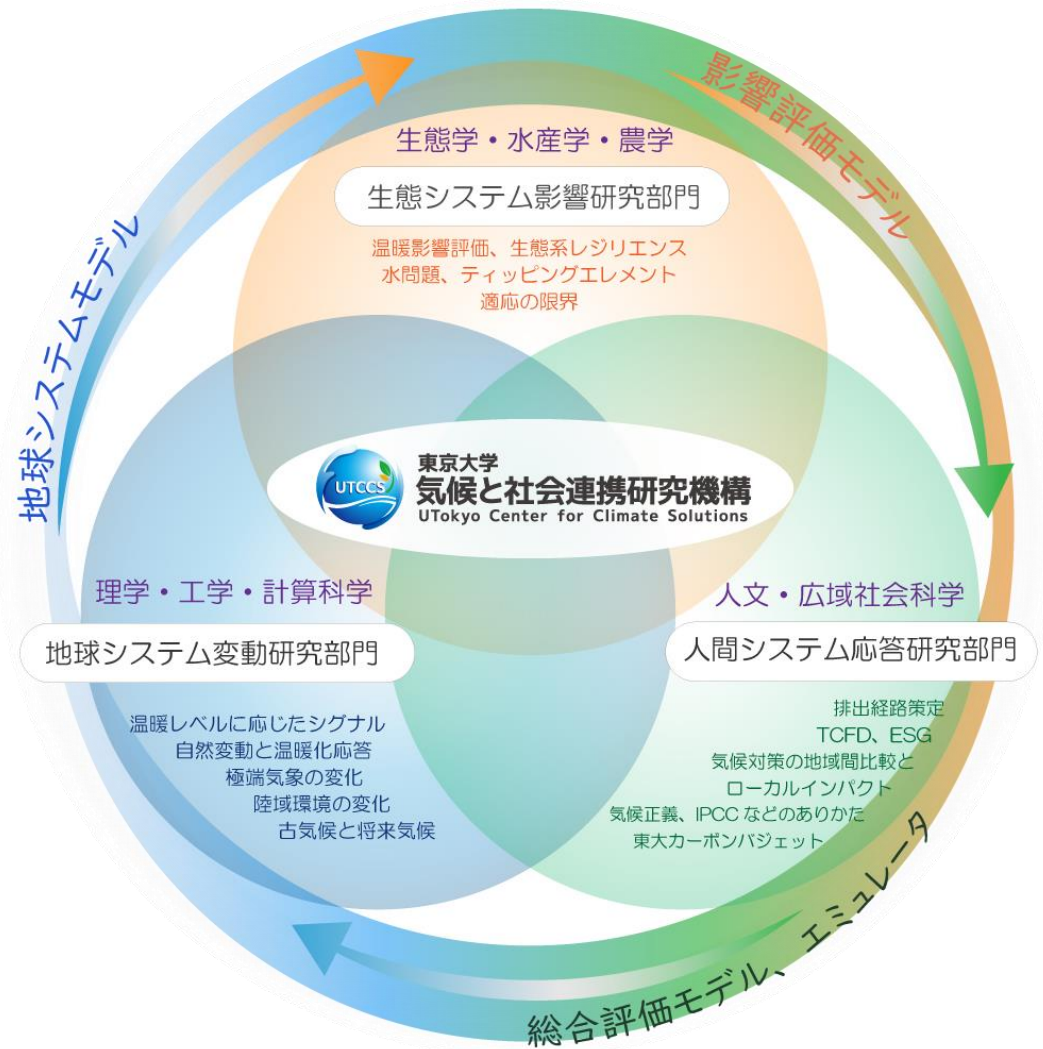 影響評価モデル
生態学・水産学・農学
生態システム影響研究部門
温暖影響評価、生態系レジリエンス
水問題、ティッピングエレメント
適応の限界
地球システムモデル
UTCCS
東京大学
気候と社会連携研究機構
UTokyo Center for Climate Solutions
理学・工学・計算科学
地球システム変動研究部門
温暖レベルに応じたシグナル
自然変動と温暖化応答
極端気象の変化
陸域環境の変化
古気候と将来気候
人文・広域社会科学
人間システム応答研究部門
排出経路策定
TCFD、ESG
気候対策の地域間比較と
ローカルインパクト
気候正義、IPCC などのありかた
東大カーボンバジェット
総合評価モデル、エミュレータ